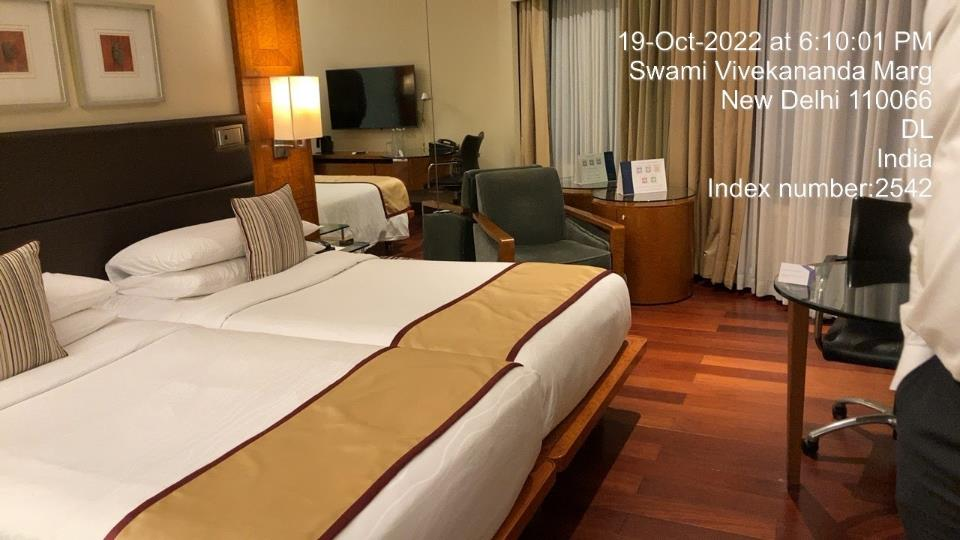 19-Oct-2022 at 6:10:01 PM
Swami Vivekananda Marg
New Delhi 110066
DL
India
Index number:2542